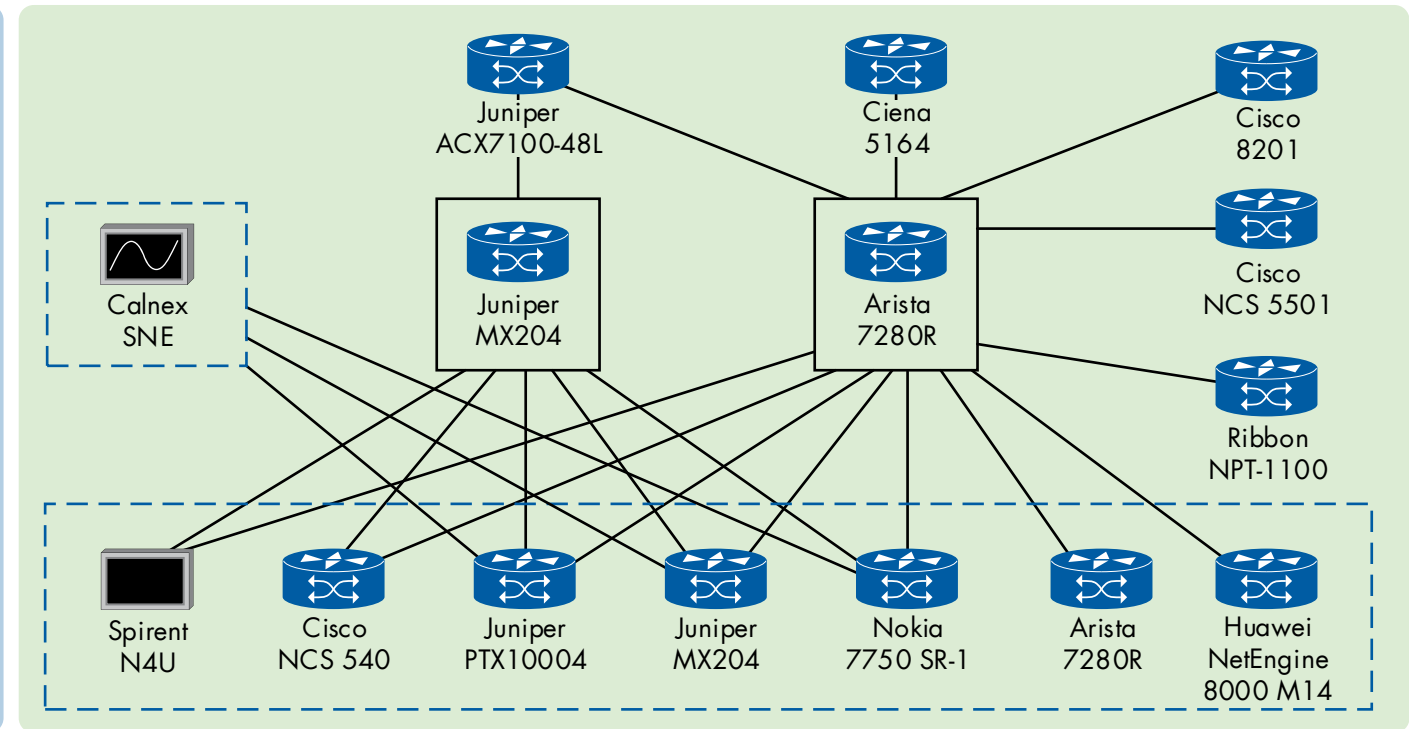 Juniper
ACX7100-48L
Ciena
5164
Cisco
8201
Calnex
SNE
Juniper
MX204
Arista
7280R
Cisco
NCS 5501
Ribbon
NPT-1100
Spirent
N4U
Cisco
NCS 540
Juniper
PTX10004
Juniper
MX204
Nokia
7750 SR-1
Arista
7280R
Huawei
NetEngine
8000 M14